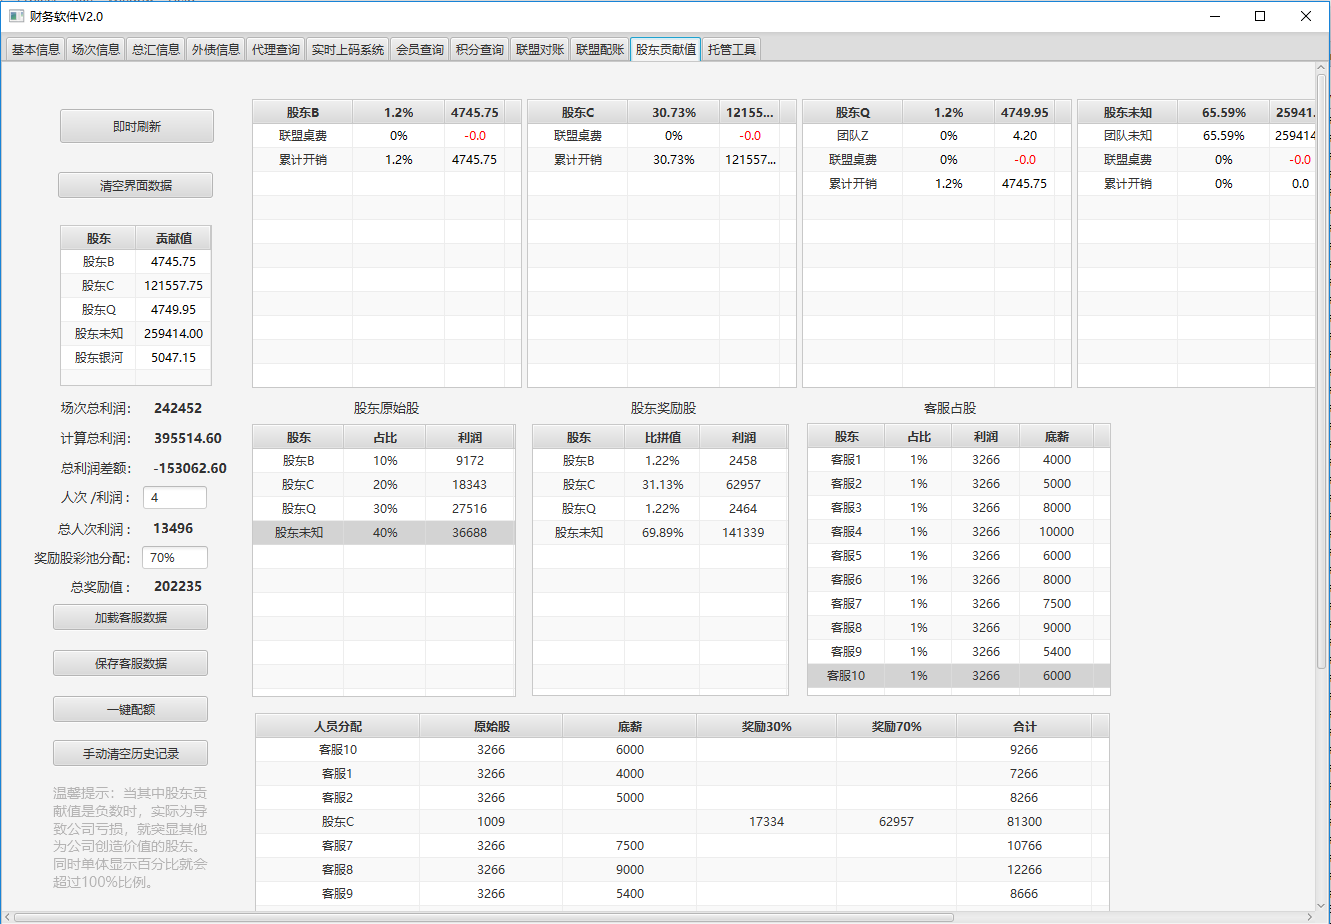 财务软件V2.0
基本信息 场次信息 总汇信息 外债信息 代理查询 实时上码系统 会员查询 积分查询 联盟对账 联盟配账 股东贡献值 托管工具
即时刷新
清空界面数据
股东 贡献值
股东B 4745.75
股东C 121557.75
股东Q 4749.95
股东未知 259414.00
股东银河 5047.15
场次总利润： 242452
计算总利润： 395514.60
总利润差额： -153062.60
人次 /利润： 4
总人次利润： 13496
奖励股彩池分配： 70%
总奖励值： 202235
加载客服数据
保存客服数据
一键配额
手动清空历史记录
温馨提示：当其中股东贡
献值是负数时，实际为导
致公司亏损，就突显其他
为公司创造价值的股东。
同时单体显示百分比就会
超过100%比例。
股东B 1.2% 4745.75
联盟桌费 0% -0.0
累计开销 1.2% 4745.75
股东C 30.73% 12155...
联盟桌费 0% -0.0
累计开销 30.73% 121557...
股东Q 1.2% 4749.95
团队Z 0% 4.20
联盟桌费 0% -0.0
累计开销 1.2% 4745.75
股东未知 65.59% 25941.
团队未知 65.59% 259414
联盟桌费 0% -0.0
累计开销 0% 0.0
股东原始股
股东 占比 利润
股东B 10% 9172
股东C 20% 18343
股东Q 30% 27516
股东未知 40% 36688
股东奖励股
股东 比拼值 利润
股东B 1.22% 2458
股东C 31.13% 62957
股东Q 1.22% 2464
股东未知 69.89% 141339
客服占股
股东 占比 利润 底薪
客服1 1% 3266 4000
客服2 1% 3266 5000
客服3 1% 3266 8000
客服4 1% 3266 10000
客服5 1% 3266 6000
客服6 1% 3266 8000
客服7 1% 3266 7500
客服8 1% 3266 9000
客服9 1% 3266 5400
客服10 1% 3266 6000
人员分配 原始股 底薪 奖励30% 奖励70% 合计
客服10 3266 6000 9266
客服1 3266 4000 7266
客服2 3266 5000 8266
股东C 1009 17334 62957 81300
客服7 3266 7500 10766
客服8 3266 9000 12266
客服9 3266 5400 8666